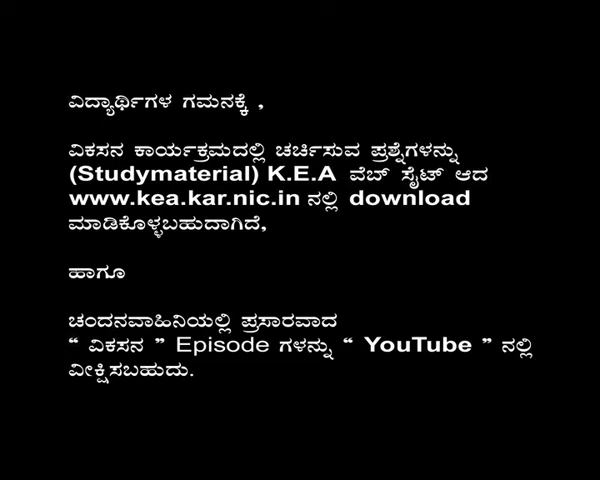 ವಿದ್ಯಾರ್ಥಿಗಳ ಗಮನಕ್ಕೆ ,
ವಿಕಸನ ಕಾರ್ಯಕ್ರಮದಲ್ಲಿ ಚರ್ಚಿಸುವ ಪ್ರಶ್ನೆಗಳನ್ನು
(Studymaterial) K.E.A ವೆಬ್ ಸೈಟ್ ಆದ
www.kea.kar.nic.in ನಲ್ಲಿ download
ಮಾಡಿಕೊಳ್ಳಬಹುದಾಗಿದೆ,
ಹಾಗೂ
ಚಂದನವಾಹಿನಿಯಲ್ಲಿ ಪ್ರಸಾರವಾದ
“ ವಿಕಸನ ” Episode ಗಳನ್ನು “ YouTube ” ನಲ್ಲಿ
ವೀಕ್ಷಿಸಬಹುದು.